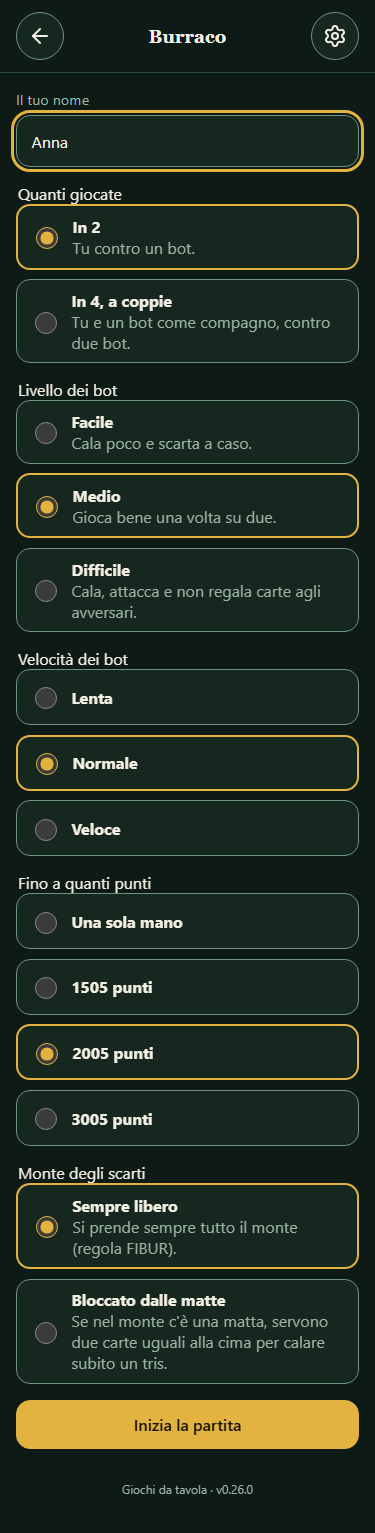 Burraco
Il tuo nome
Anna
Quanti giocate
In 2
Tu contro un bot.
In 4, a coppie
Tu e un bot come compagno, contro
due bot.
Livello dei bot
Facile
Cala poco e scarta a caso.
Medio
Gioca bene una volta su due.
Difficile
Cala, attacca e non regala carte agli
avversari.
Velocità dei bot
Lenta
Normale
Veloce
Fino a quanti punti
Una sola mano
1505 punti
2005 punti
3005 punti
Monte degli scarti
Sempre libero
Si prende sempre tutto il monte
(regola FIBUR).
Bloccato dalle matte
Se nel monte c'è una matta, servono
due carte uguali alla cima per calare
subito un tris.
Inizia la partita
Giochi da tavola · v0.26.0